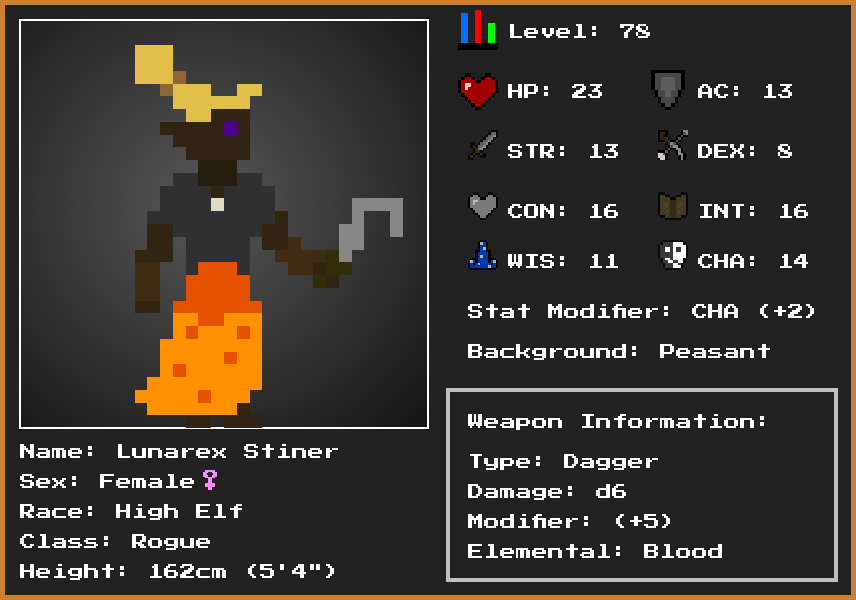 Level: 78
HP: 23 AC: 13
STR: 13 DEX: 8
CON: 16 INT: 16
WIS: 11 CHA: 14
Stat Modifier: CHA (+2)
Background: Peasant
Weapon Information:
Type: Dagger
Damage: d6
Modifier: (+5)
Elemental: Blood
Name: Lunarex Stiner
Sex: Female♀
Race: High Elf
Class: Rogue
Height: 162cm (5'4")